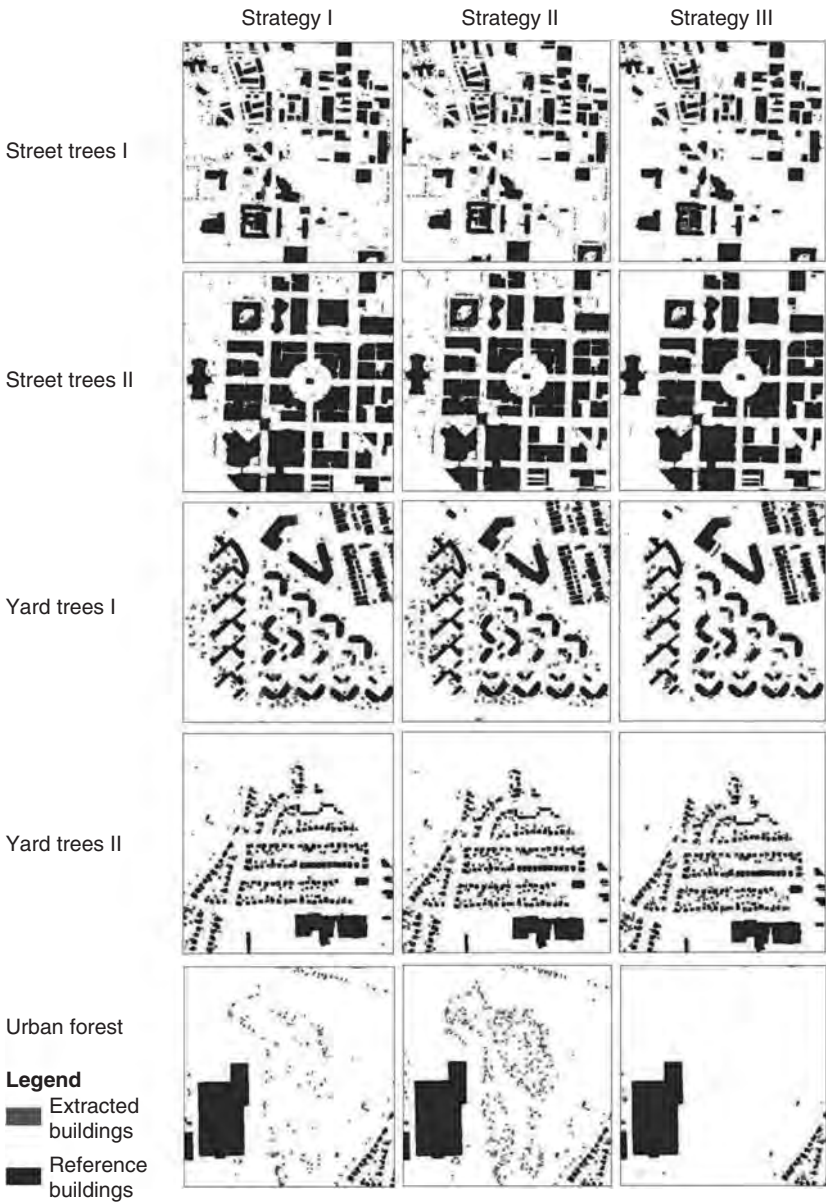 Strategy I
Strategy II
Strategy III
Street trees I
Street trees II
Yard trees I
Yard trees II
Urban forest
Legend
Extracted
buildings
Reference
buildings